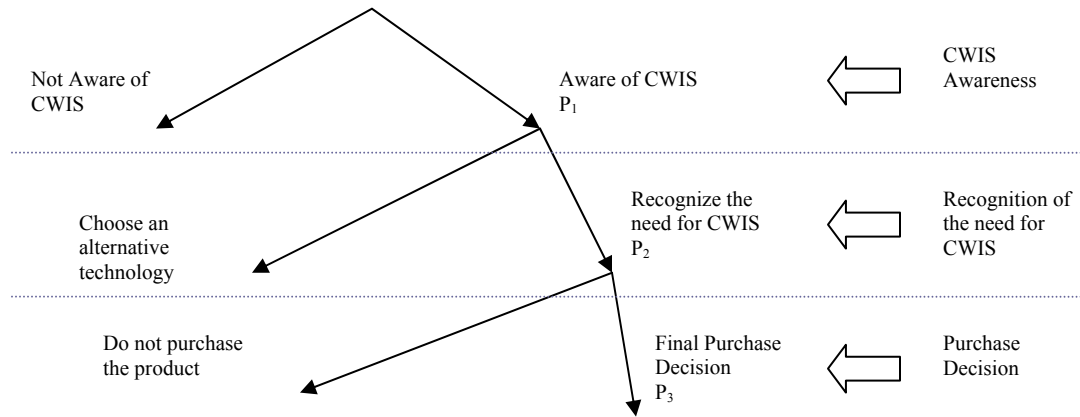 Not Aware of
CWIS
Aware of CWIS
P1
CWIS
Awareness
Choose an
alternative
technology
Recognize the
need for CWIS
P2
Recognition of
the need for
CWIS
Do not purchase
the product
Final Purchase
Decision
P3
Purchase
Decision